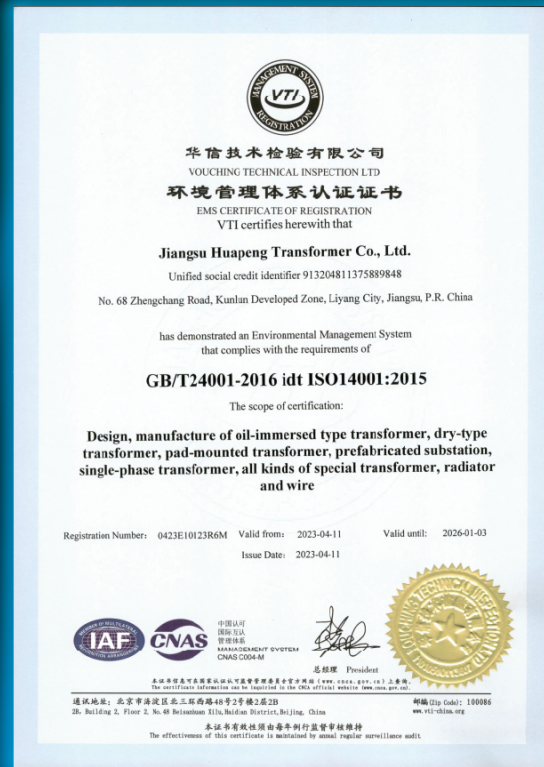 MANAGEMENT SYSTEM
VTI
REGISTRATION
华信技术检验有限公司
VOUCHING TECHNICAL INSPECTION LTD
环境管理体系认证证书
EMS CERTIFICATE OF REGISTRATION
VTI certifies herewith that
Jiangsu Huapeng Transformer Co., Ltd.
Unified social credit identifier 913204811375889848
No. 68 Zhengchang Road, Kunlun Developed Zone, Liyang City, Jiangsu, P.R. China
has demonstrated an Environmental Management System
that complies with the requirements of
GB/T24001-2016 idt ISO14001:2015
The scope of certification:
Design, manufacture of oil-immersed type transformer, dry-type
transformer, pad-mounted transformer, prefabricated substation,
single-phase transformer, all kinds of special transformer, radiator
and wire
Registration Number: 0423E10123R6M Valid from: 2023-04-11 Valid until: 2026-01-03
Issue Date: 2023-04-11
MEMBER OF MULTILATERAL
IAF
RECOGNITION ARRANGEMENT
CNAS
中国认可
国际互认
管理体系
MANAGEMENT SYSTEM
CNAS C004-M
总经理 President
本证书信息可在国家认证认可监督管理委员会官方网站（www.cnca.gov.cn）上查询。
The certificate information can be inquired in the CNCA official website (www.cnca.gov.cn).
通讯地址：北京市海淀区北三环西路48号2号楼2层2B 邮编(Zip Code): 100086
2B, Building 2, Floor 2, No.48 Beisanhuan Xilu,Haidian District,Beijing, China www.vti-china.org
本证书有效性须由每年例行监督审核维持
The effectiveness of this certificate is maintained by annual regular surveillance audit